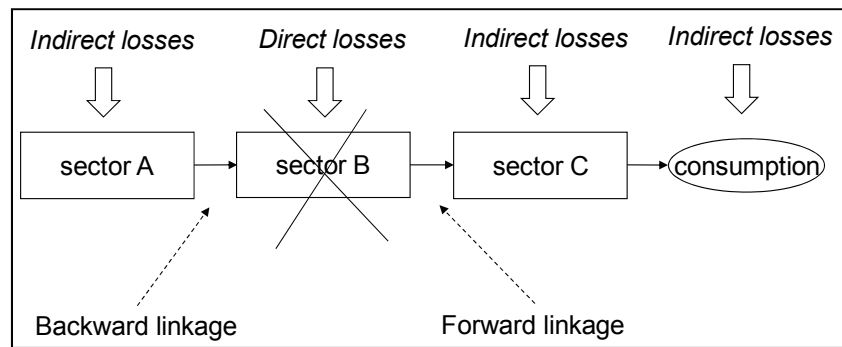 Indirect losses
Direct losses
Indirect losses
Indirect losses
sector A
sector B
sector C
consumption
Backward linkage
Forward linkage